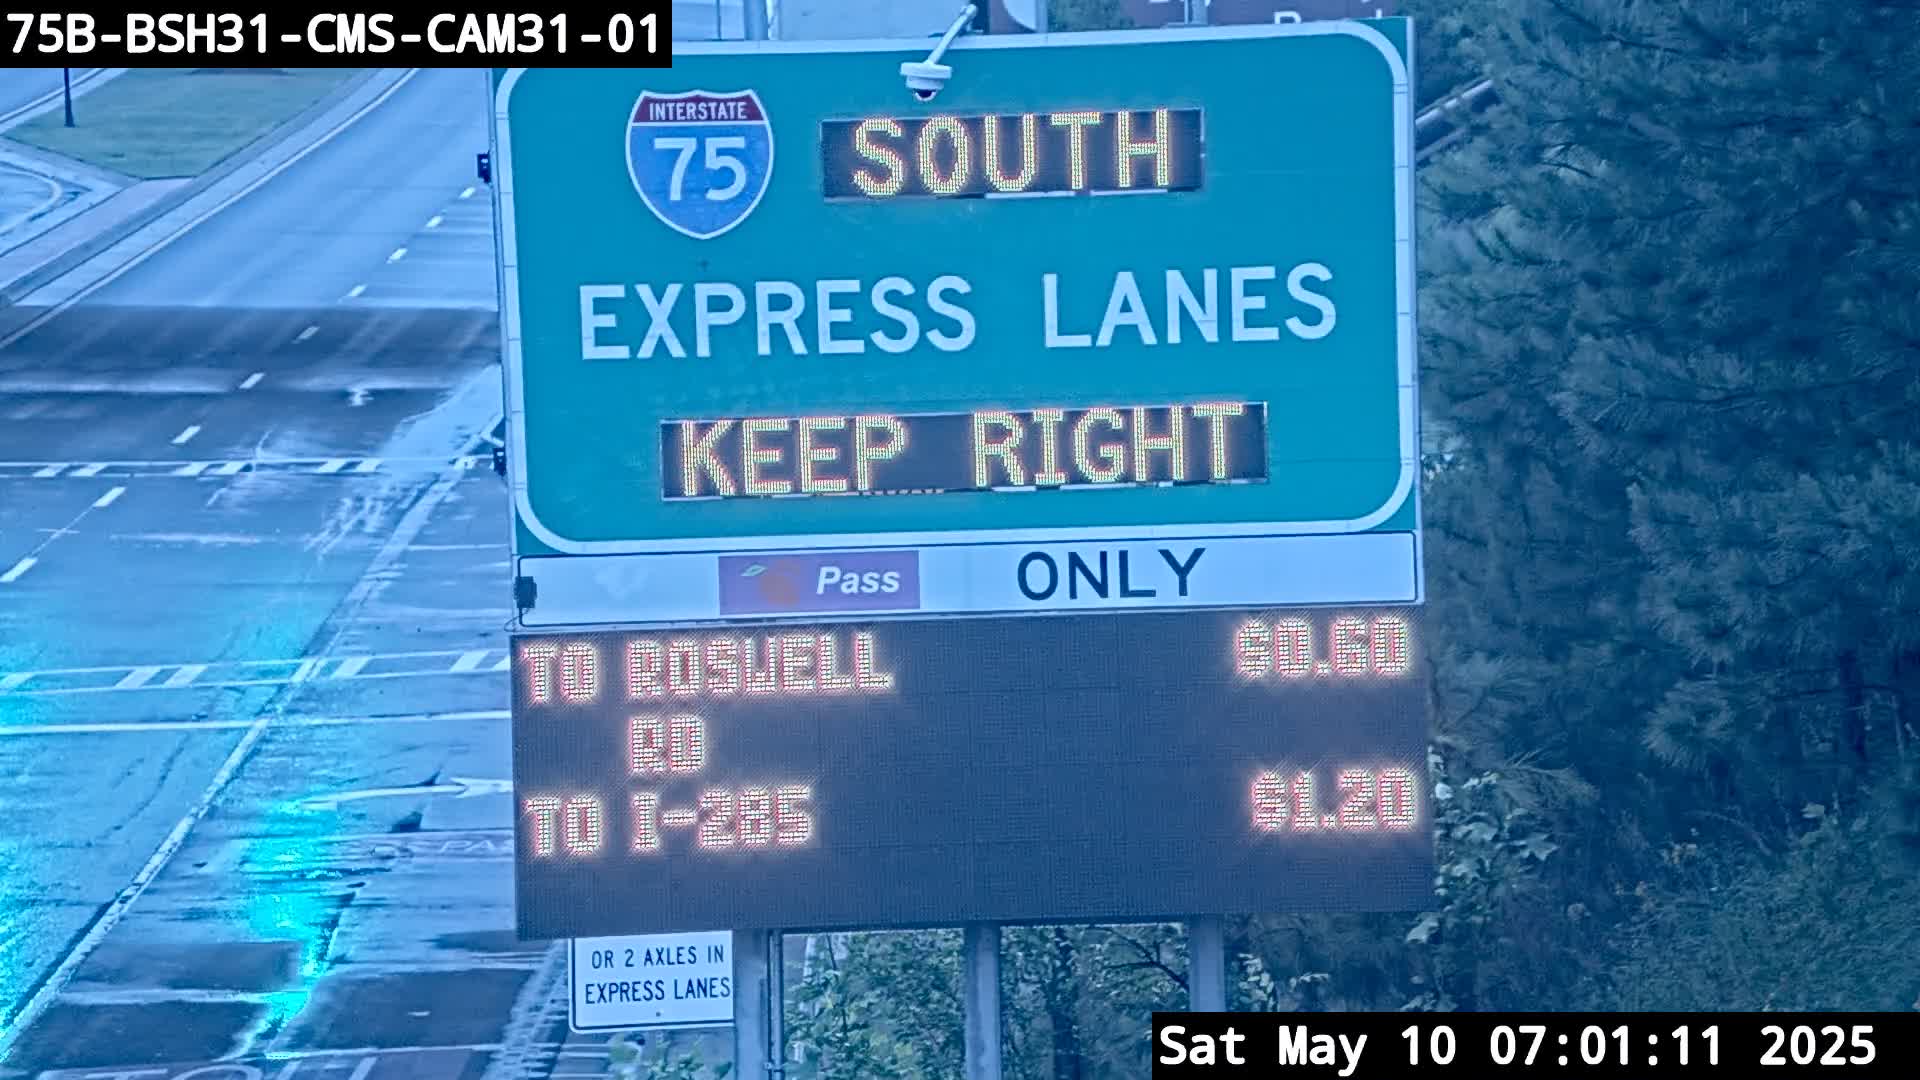 75B-BSH31-CMS-CAM31-01
INTERSTATE
75
SOUTH
EXPRESS LANES
KEEP RIGHT
Pass ONLY
TO ROSWELL $0.60
RD
TO I-285 $1.20
OR 2 AXLES IN
EXPRESS LANES
Sat May 10 07:01:11 2025